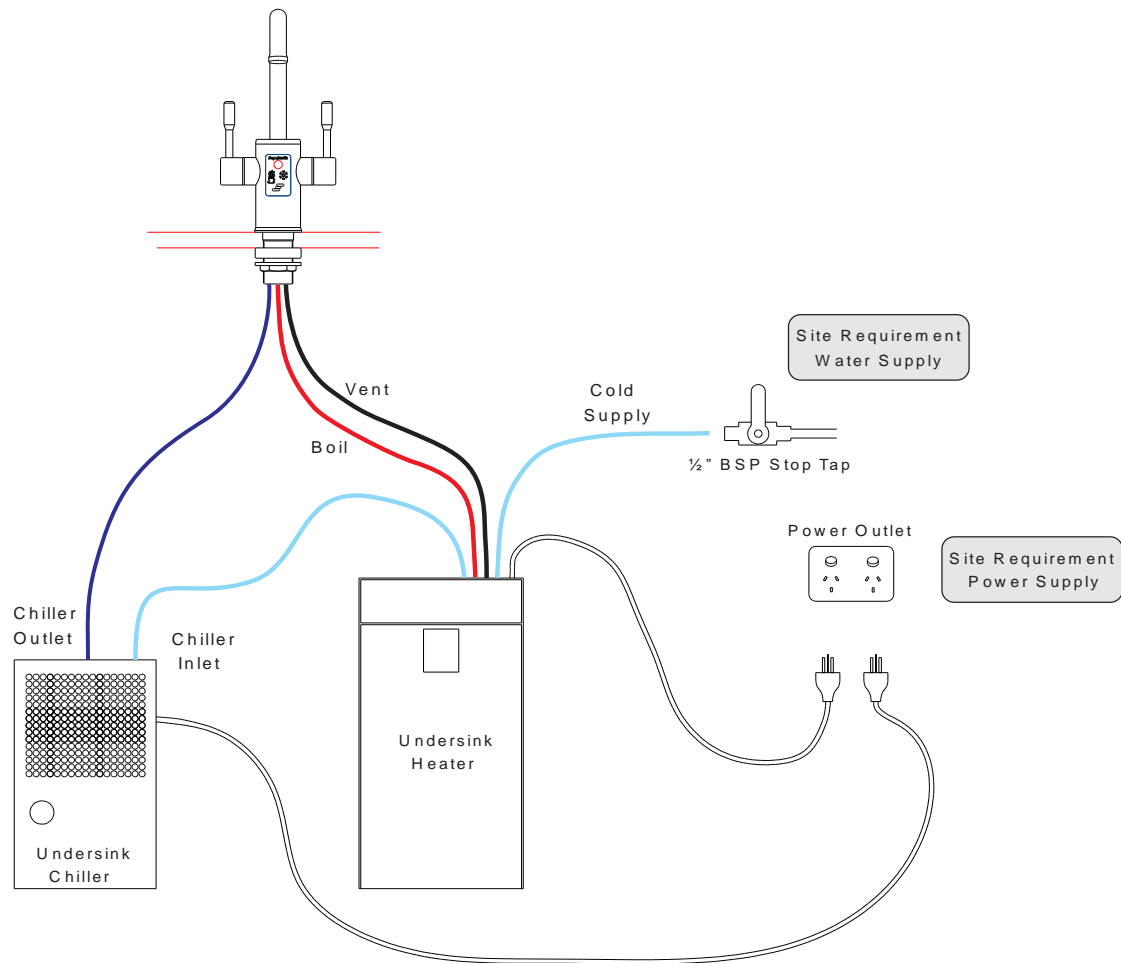 Site Requirement
Water Supply
Cold
Supply
Vent
Boil
½" BSP Stop Tap
Power Outlet
Site Requirement
Power Supply
Chiller
Outlet
Chiller
Inlet
Undersink
Heater
Undersink
Chiller